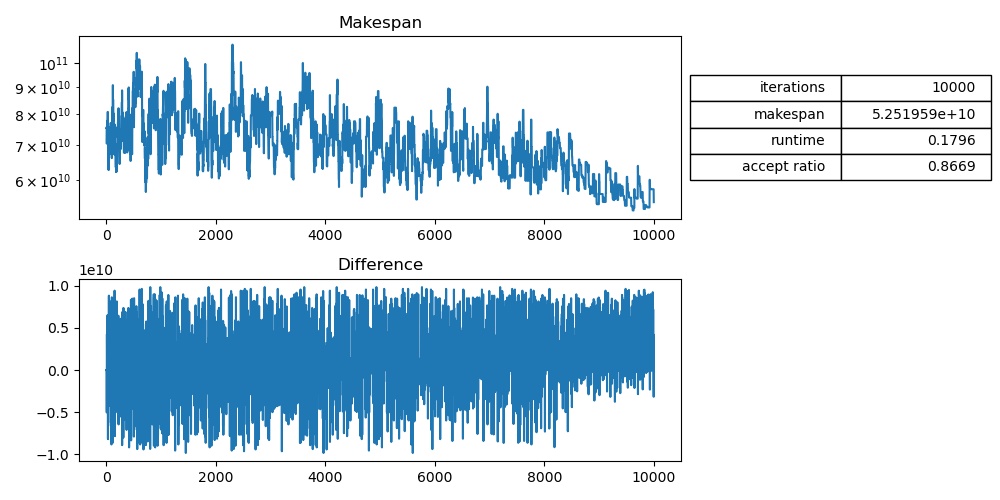 Makespan
10¹¹
9 × 10¹⁰
8 × 10¹⁰
7 × 10¹⁰
6 × 10¹⁰
0 2000 4000 6000 8000 10000
iterations 10000
makespan 5.251959e+10
runtime 0.1796
accept ratio 0.8669
Difference
1e10
1.0
0.5
0.0
−0.5
−1.0
0 2000 4000 6000 8000 10000